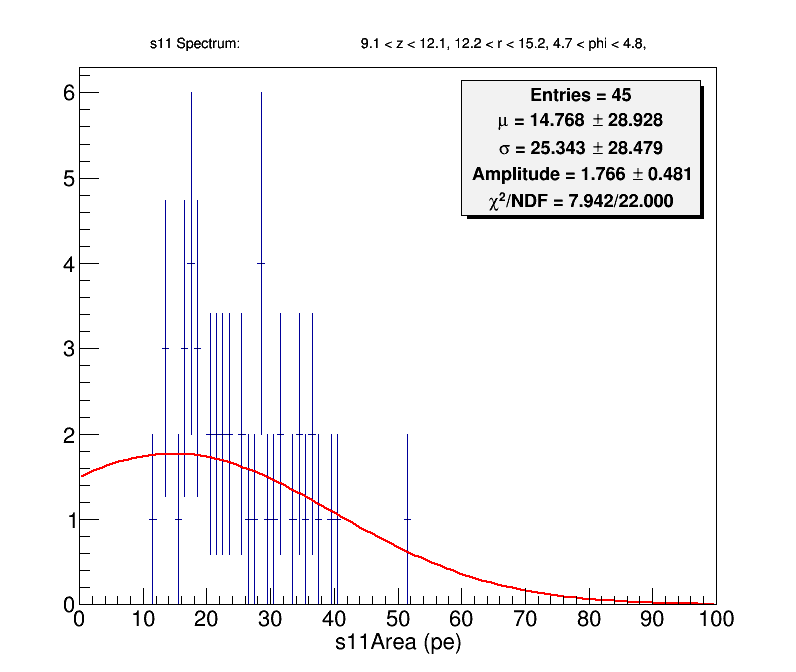 s11 Spectrum: 9.1 < z < 12.1, 12.2 < r < 15.2, 4.7 < phi < 4.8,
Entries = 45
μ = 14.768 ± 28.928
σ = 25.343 ± 28.479
Amplitude = 1.766 ± 0.481
χ²/NDF = 7.942/22.000
6
5
4
3
2
1
0
0 10 20 30 40 50 60 70 80 90 100
s11Area (pe)